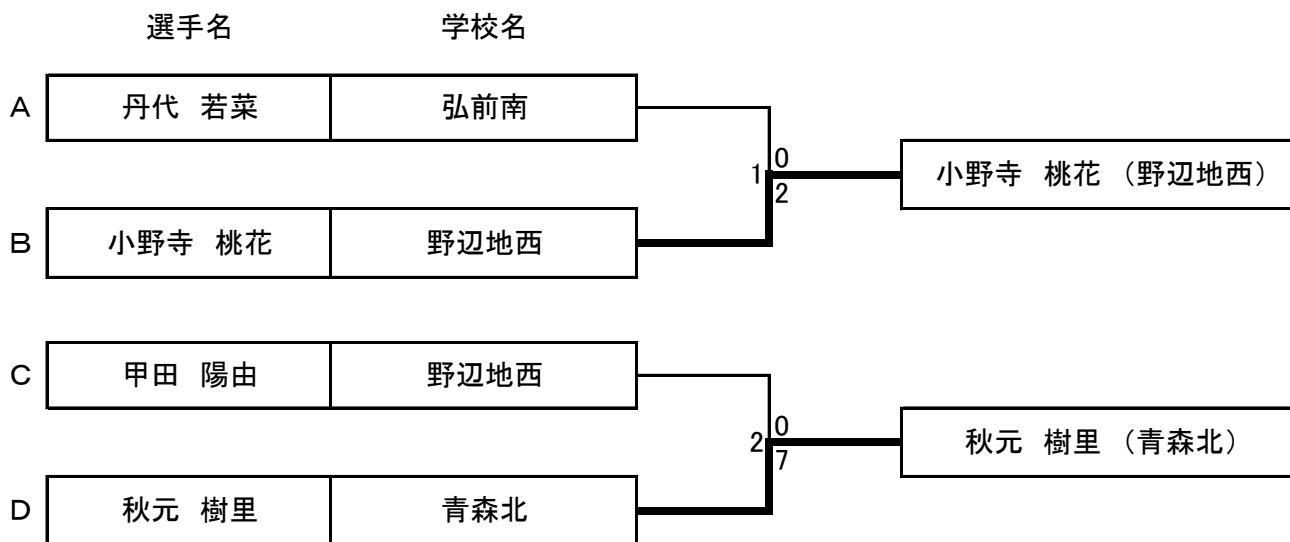 選手名 学校名
A 丹代 若菜 弘前南
0
1 小野寺 桃花 (野辺地西)
2
B 小野寺 桃花 野辺地西
C 甲田 陽由 野辺地西
0
2 秋元 樹里 (青森北)
7
D 秋元 樹里 青森北